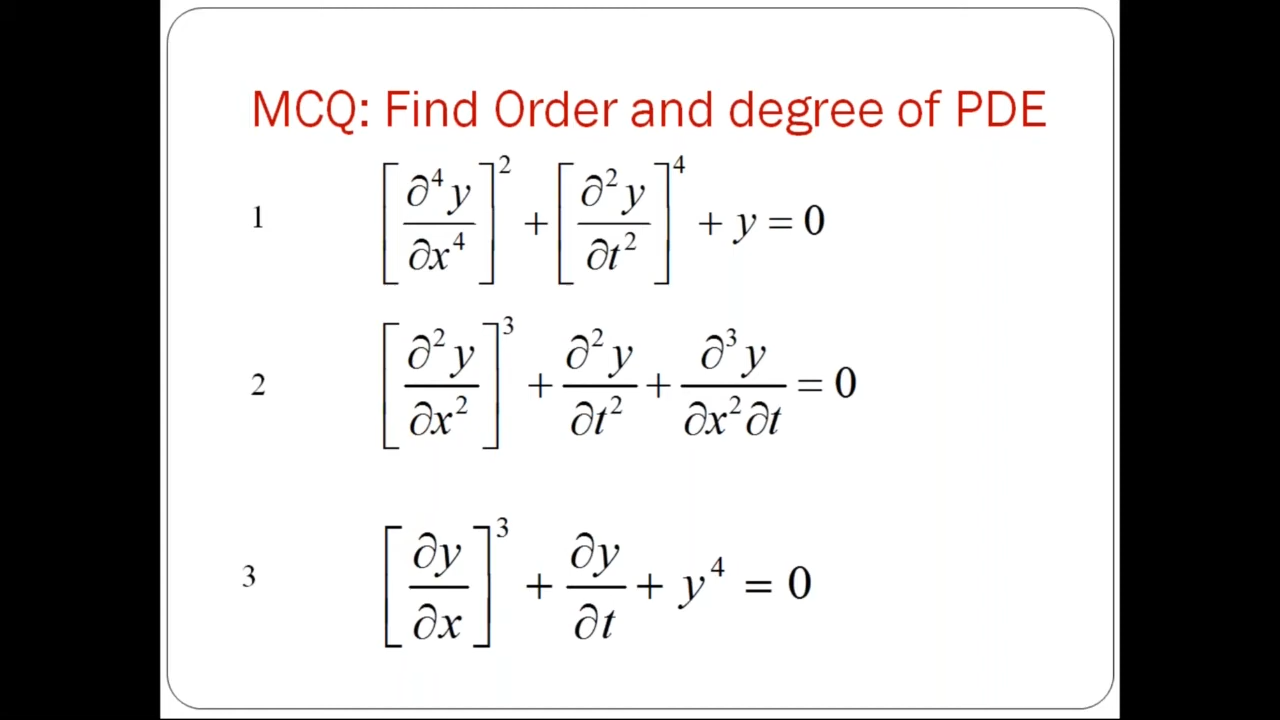 MCQ: Find Order and degree of PDE
1 [∂⁴y/∂x⁴]² + [∂²y/∂t²]⁴ + y = 0
2 [∂²y/∂x²]³ + ∂²y/∂t² + ∂³y/∂x²∂t = 0
3 [∂y/∂x]³ + ∂y/∂t + y⁴ = 0